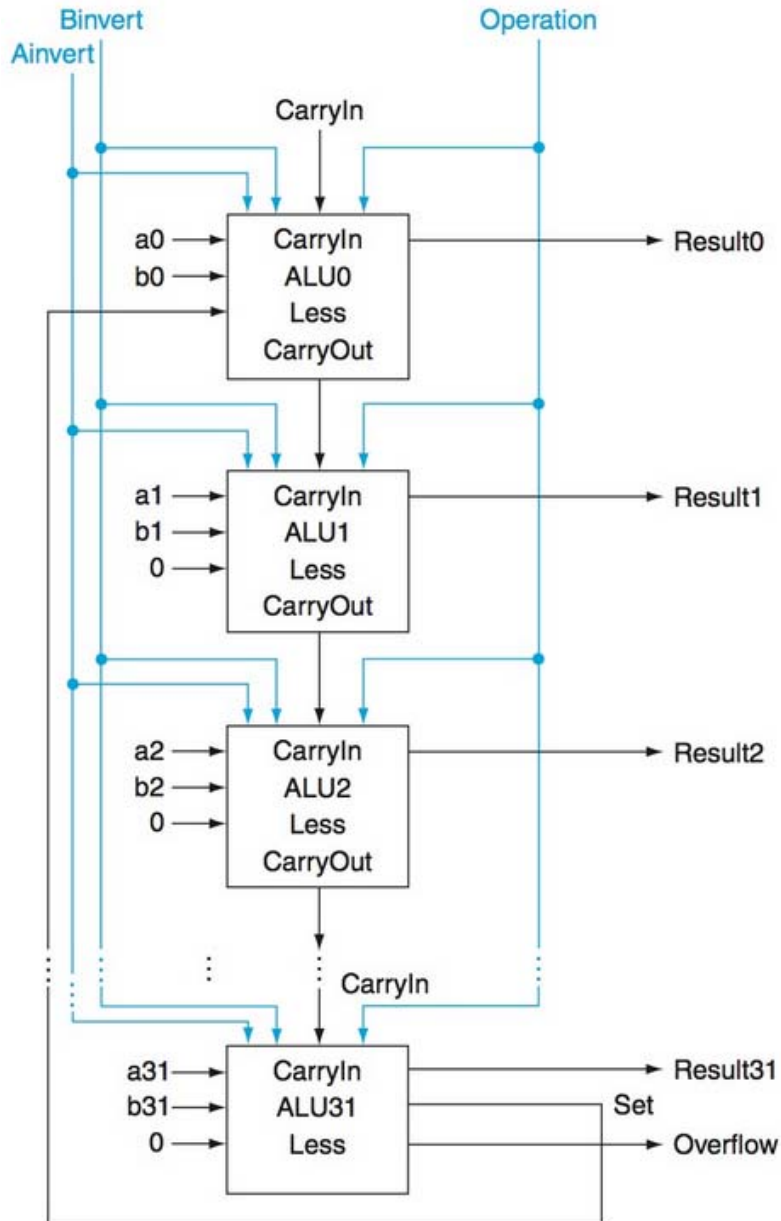 Binvert
Operation
Ainvert
CarryIn
a0
CarryIn
Result0
b0
ALU0
Less
CarryOut
a1
CarryIn
Result1
b1
ALU1
0
Less
CarryOut
a2
CarryIn
Result2
b2
ALU2
0
Less
CarryOut
CarryIn
a31
CarryIn
Result31
b31
ALU31
Set
0
Less
Overflow